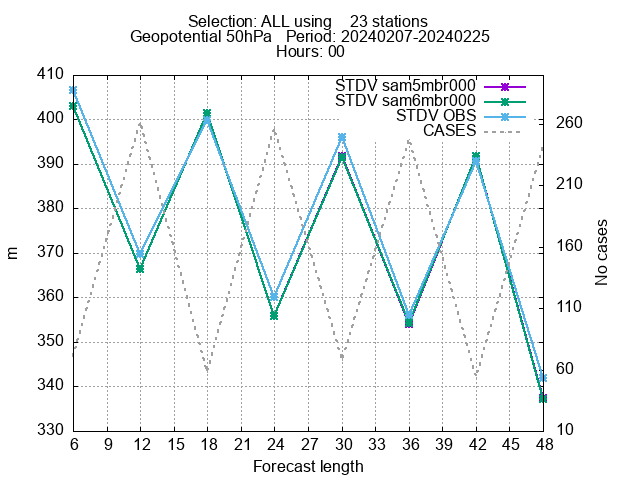 Selection: ALL using    23 stations
Geopotential 50hPa   Period: 20240207-20240225
Hours: 00
STDV sam5mbr000
STDV sam6mbr000
STDV OBS
CASES
410
400
390
380
370
360
350
340
330
m
260
210
160
110
60
10
No cases
6 9 12 15 18 21 24 27 30 33 36 39 42 45 48
Forecast length